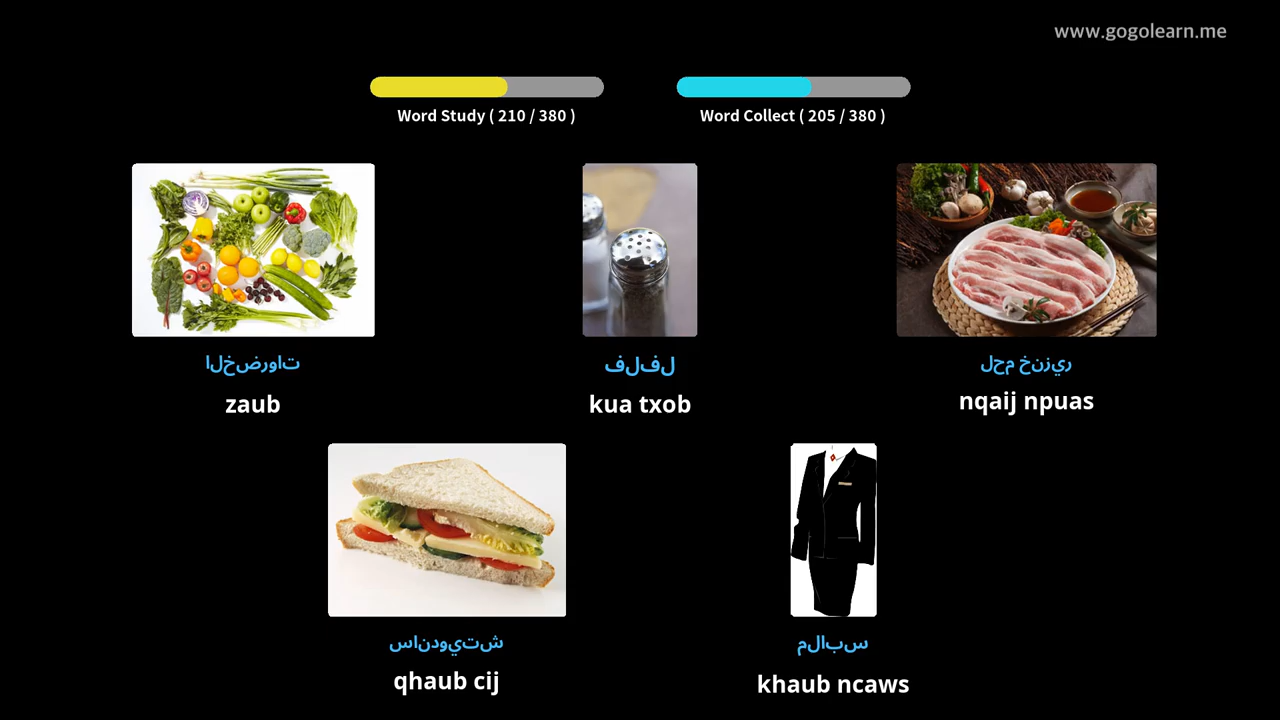 www.gogolearn.me
Word Study ( 210 / 380 )
Word Collect ( 205 / 380 )
الخضروات
zaub
فلفل
kua txob
لحم خنزير
nqaij npuas
ساندويتش
qhaub cij
ملابس
khaub ncaws